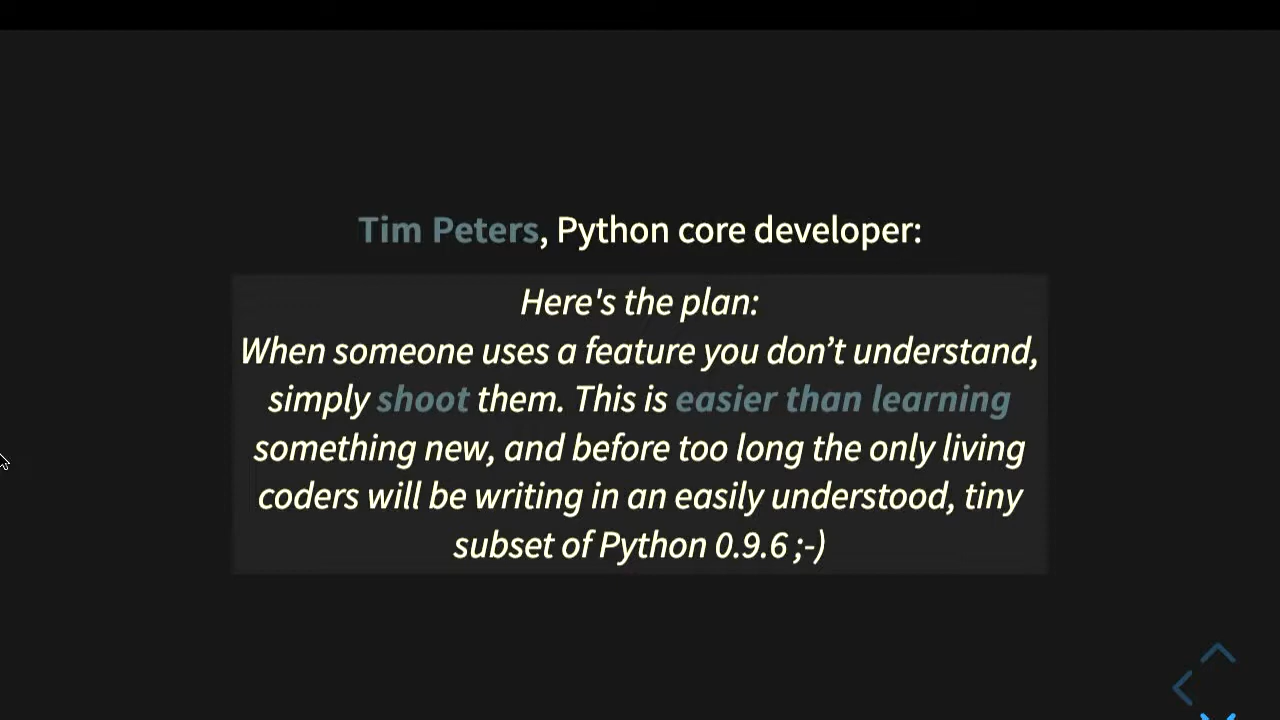 Tim Peters, Python core developer:
Here's the plan:
When someone uses a feature you don’t understand,
simply shoot them. This is easier than learning
something new, and before too long the only living
coders will be writing in an easily understood, tiny
subset of Python 0.9.6 ;-)